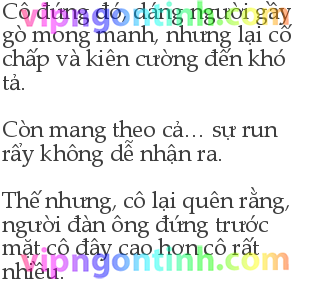 Cô đứng đó, dáng người gầy
vipngontinh.com
gò mỏng manh, nhưng lại cố
chấp và kiên cường đến khó
tả.
Còn mang theo cả... sự run
rẩy không dễ nhận ra.
Thế nhưng, cô lại quên rằng,
người đàn ông đứng trước
mặt cô đây cao hơn cô rất
vipngontinh.com
nhiều.